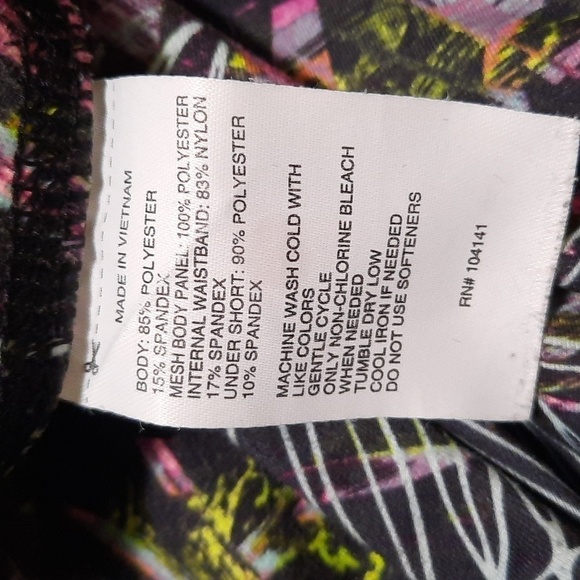 MADE IN VIETNAM
BODY: 85% POLYESTER
15% SPANDEX
MESH BODY PANEL: 100% POLYESTER
INTERNAL WAISTBAND: 83% NYLON
17% SPANDEX
UNDER SHORT: 90% POLYESTER
10% SPANDEX
MACHINE WASH COLD WITH
LIKE COLORS
GENTLE CYCLE
ONLY NON-CHLORINE BLEACH
WHEN NEEDED
TUMBLE DRY LOW
COOL IRON IF NEEDED
DO NOT USE SOFTENERS
RN# 104141